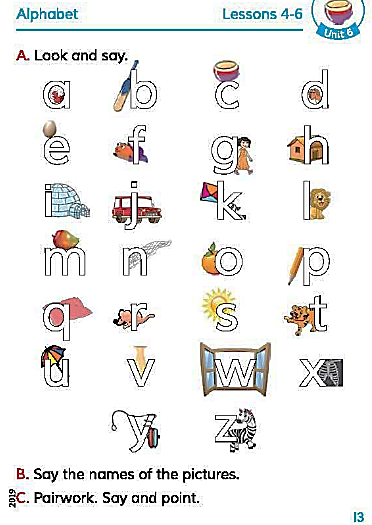 Alphabet Lessons 4-6
Unit 6
A. Look and say.
a b c d
e f g h
i j k l
m n o p
q r s t
u v w x
y z
B. Say the names of the pictures.
C. Pairwork. Say and point.
2019
13